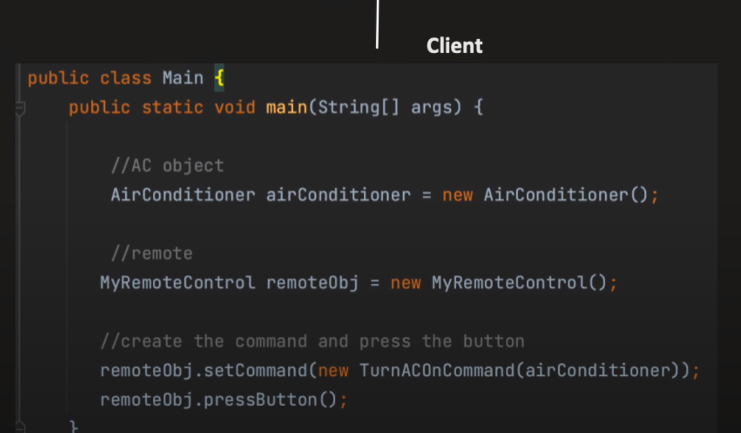 Client
public class Main {
public static void main(String[] args) {
//AC object
AirConditioner airConditioner = new AirConditioner();
//remote
MyRemoteControl remoteObj = new MyRemoteControl();
//create the command and press the button
remoteObj.setCommand(new TurnACOnCommand(airConditioner));
remoteObj.pressButton();
}